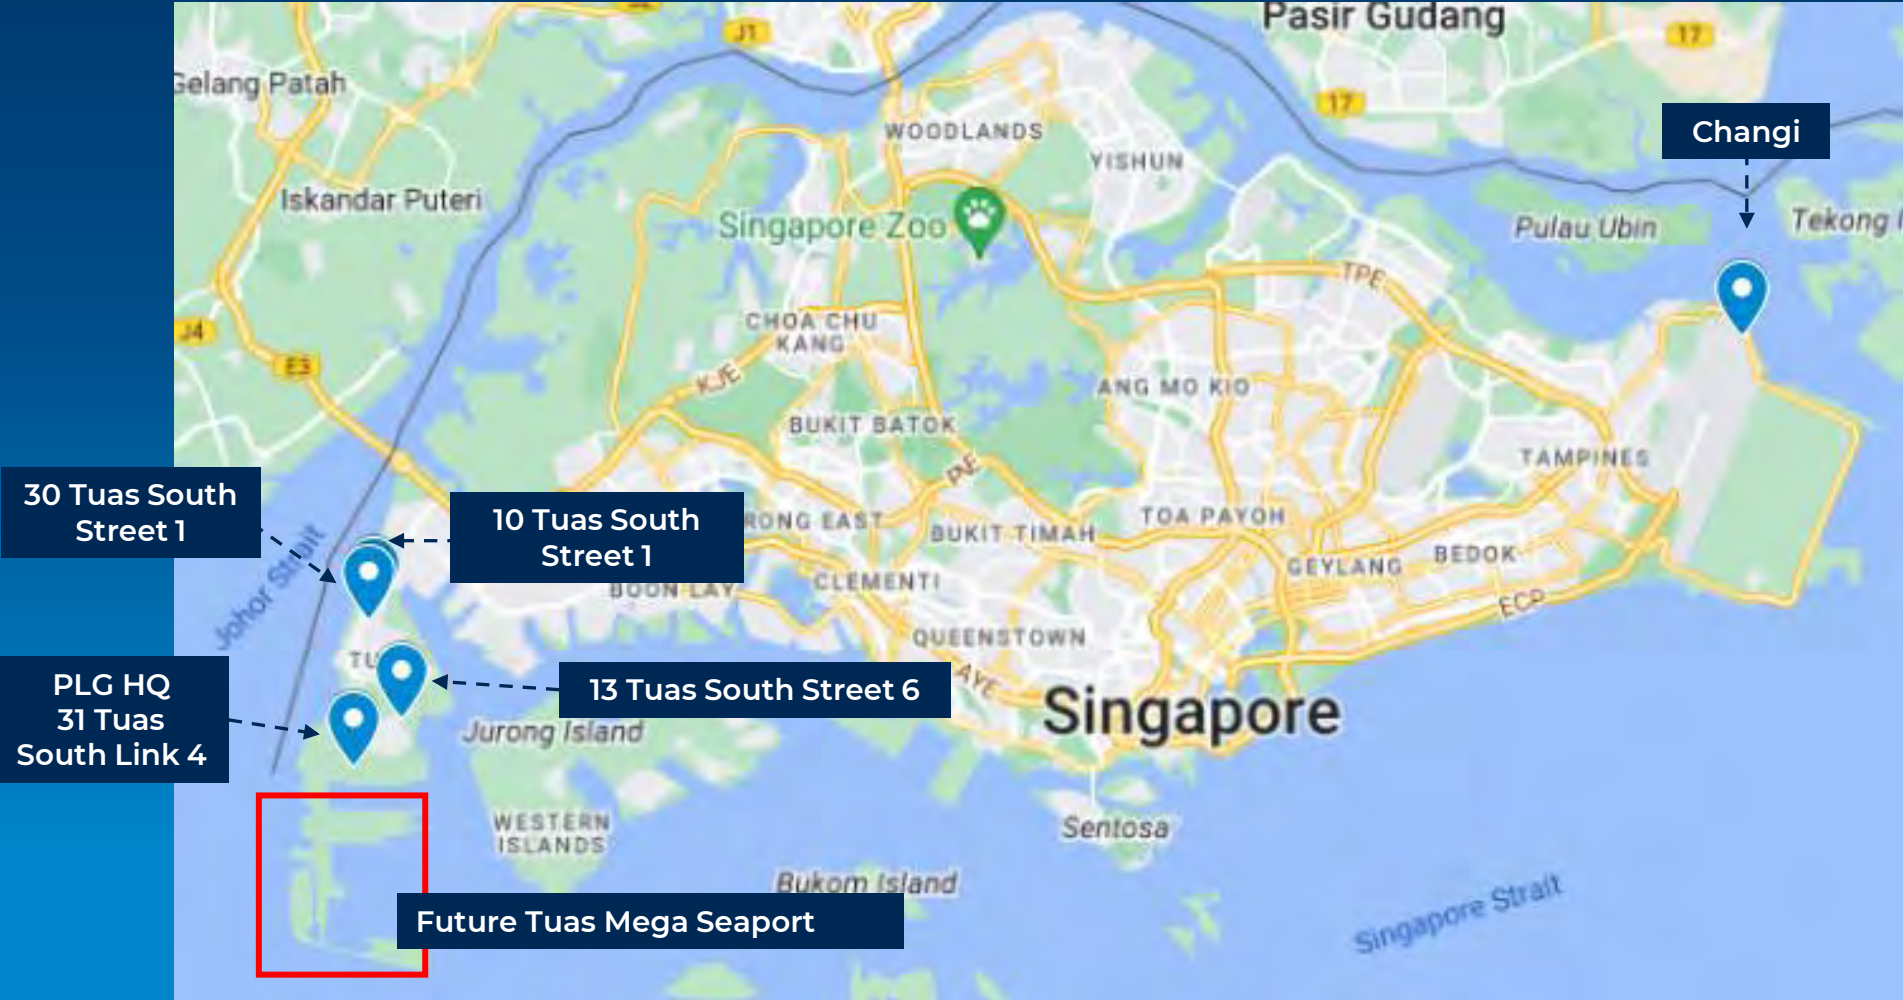 Pasir Gudang
J1
17
Gelang Patah
17
Changi
WOODLANDS
YISHUN
Iskandar Puteri
Singapore Zoo
Pulau Ubin
Tekong
TPE
J4
CHOA CHU
KANG
E3
KJE
ANG MO KIO
BUKIT BATOK
TAMPINES
PIE
30 Tuas South
Street 1
10 Tuas South
Street 1
RONG EAST
BUKIT TIMAH
TOA PAYOH
BEDOK
GEYLANG
Johor Strait
BOON LAY
CLEMENTI
ECP
QUEENSTOWN
TU
PLG HQ
31 Tuas
South Link 4
13 Tuas South Street 6
AYE
Singapore
Jurong Island
WESTERN
ISLANDS
Sentosa
Bukom Island
Future Tuas Mega Seaport
Singapore Strait